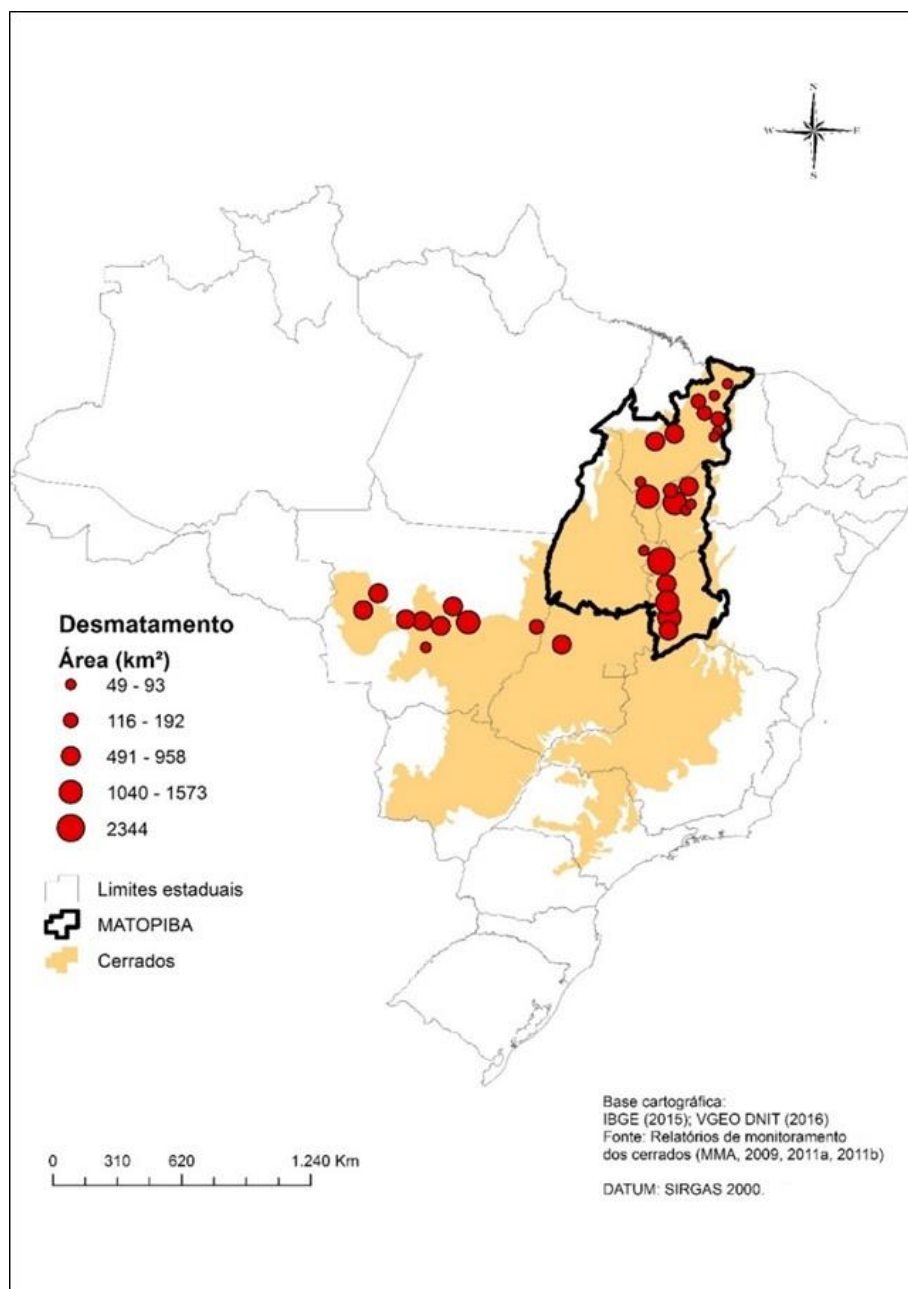 S
W E
S
Desmatamento
Área (km²)
49 - 93
116 - 192
491 - 958
1040 - 1573
2344
Limites estaduais
MATOPIBA
Cerrados
0 310 620 1.240 Km
Base cartográfica:
IBGE (2015); VGEO DNIT (2016)
Fonte: Relatórios de monitoramento
dos cerrados (MMA, 2009, 2011a, 2011b)
DATUM: SIRGAS 2000.